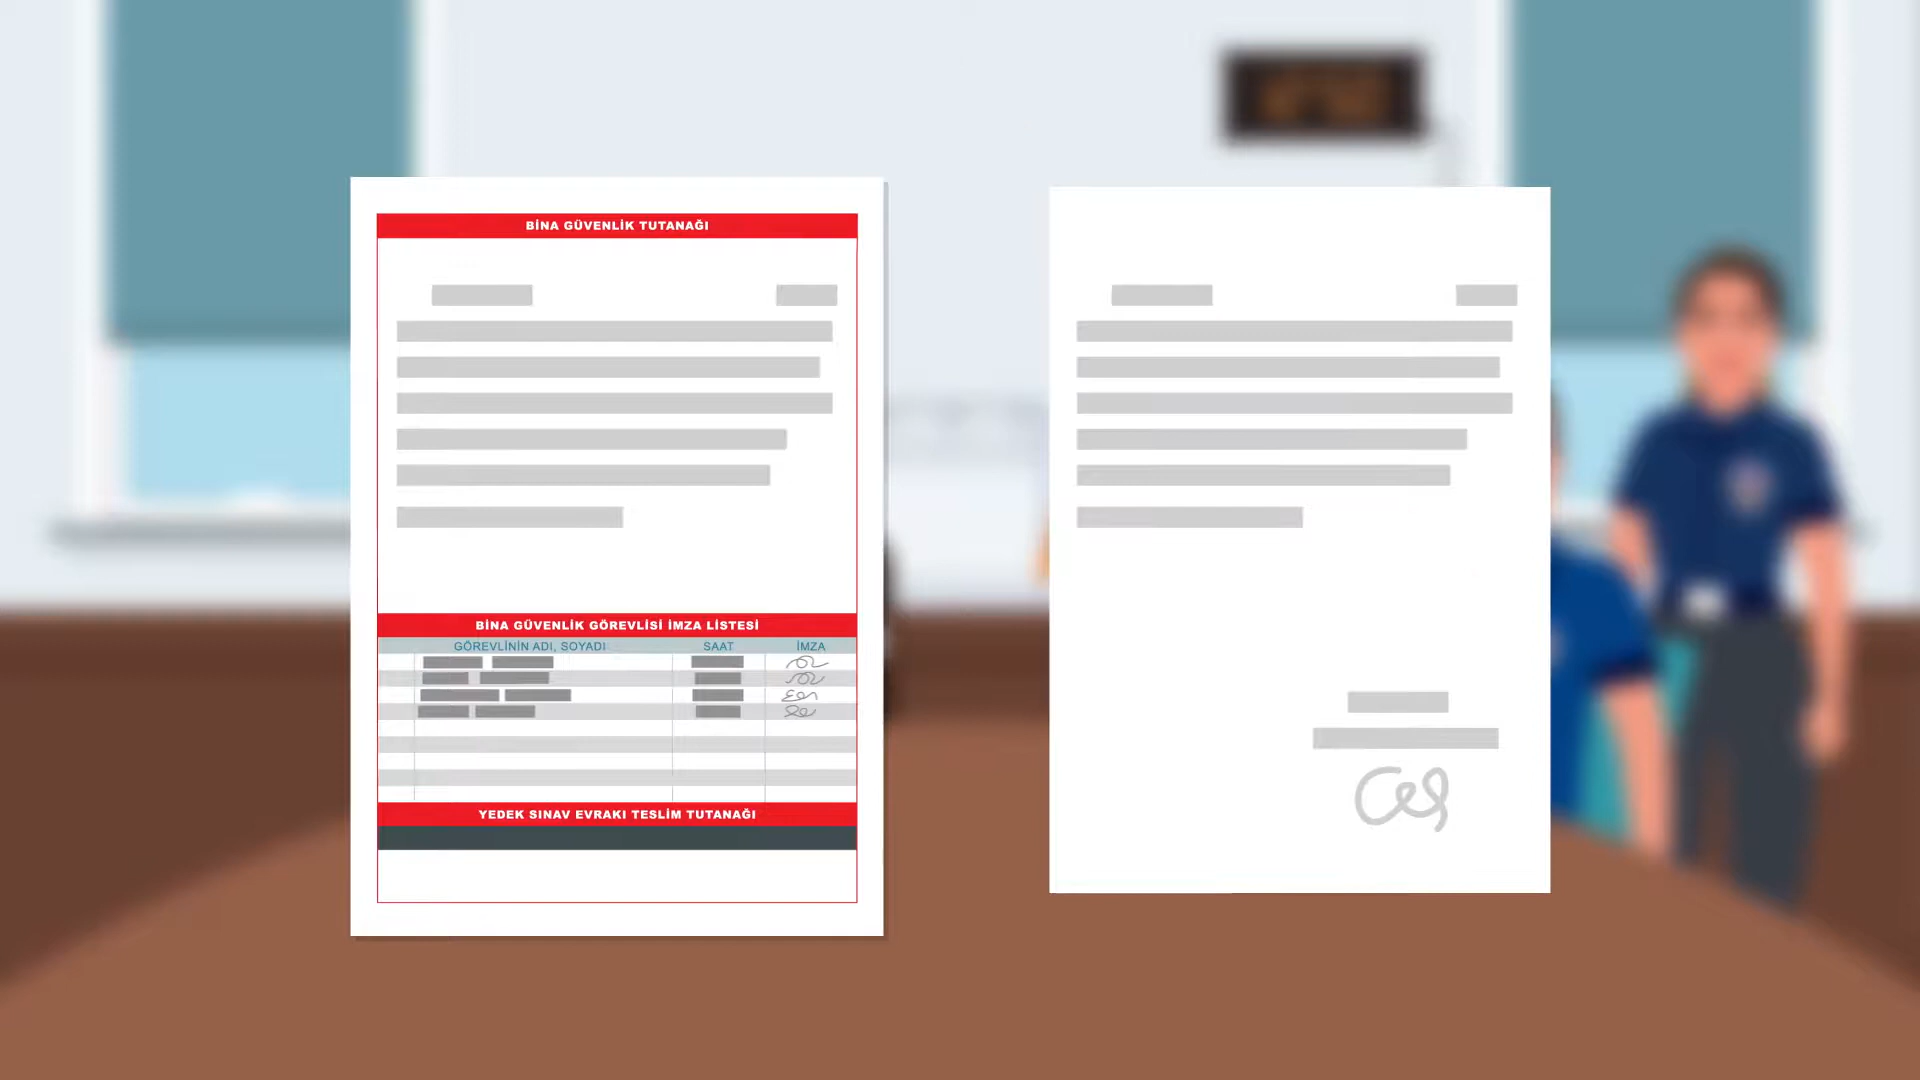 BİNA GÜVENLİK TUTANAĞI
BİNA GÜVENLİK GÖREVLİSİ İMZA LİSTESİ
GÖREVLİNİN ADI, SOYADI SAAT İMZA
YEDEK SINAV EVRAKI TESLİM TUTANAĞI